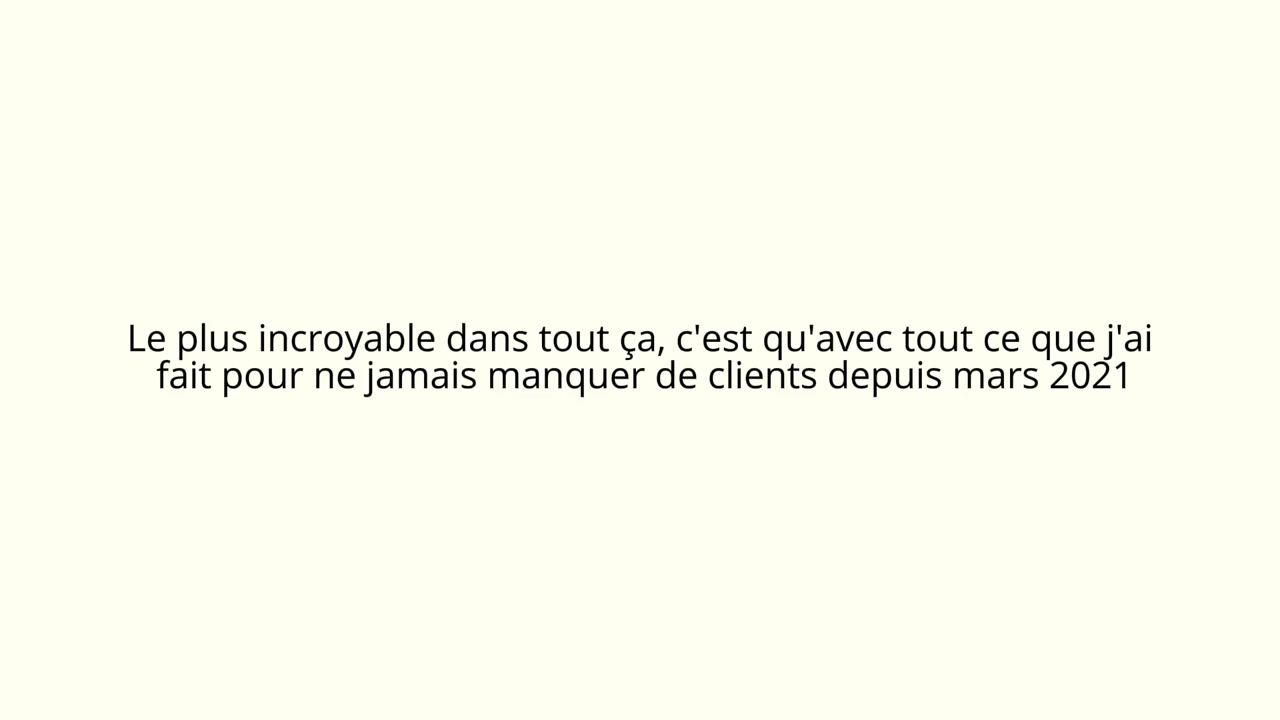 Le plus incroyable dans tout ça, c'est qu'avec tout ce que j'ai
fait pour ne jamais manquer de clients depuis mars 2021